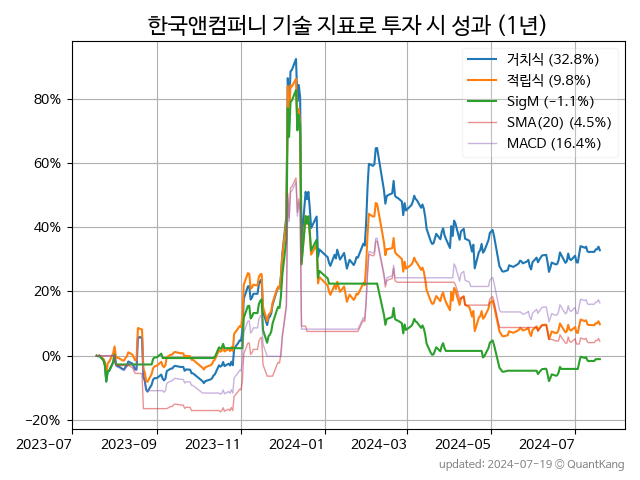 한국앤컴퍼니 기술 지표로 투자 시 성과 (1년)
거치식 (32.8%)
적립식 (9.8%)
SigM (−1.1%)
SMA(20) (4.5%)
MACD (16.4%)
80%
60%
40%
20%
0%
−20%
2023-07 2023-09 2023-11 2024-01 2024-03 2024-05 2024-07
updated: 2024-07-19 © QuantKang